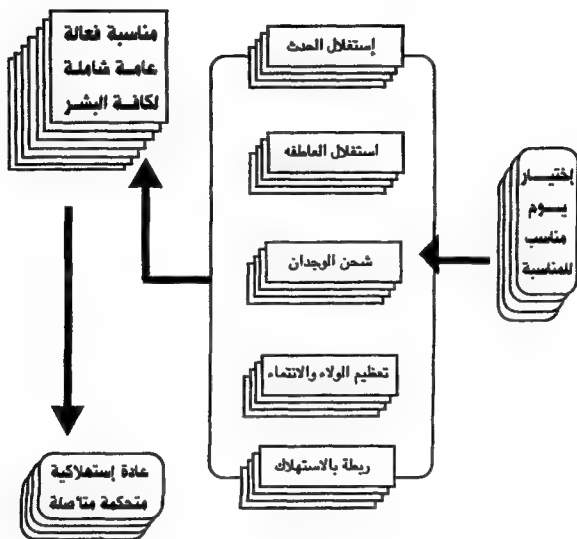 إختيار
يوم
مناسب
للمناسبة
إستغلال الحدث
استغلال العاطفه
شحن الوجدان
تعظيم الولاء والانتماء
ربطة بالاستهلاك
مناسبة فعالة
عامة شاملة
لكافة البشر
عادة إستهلاكية
متحكمة متأصلة